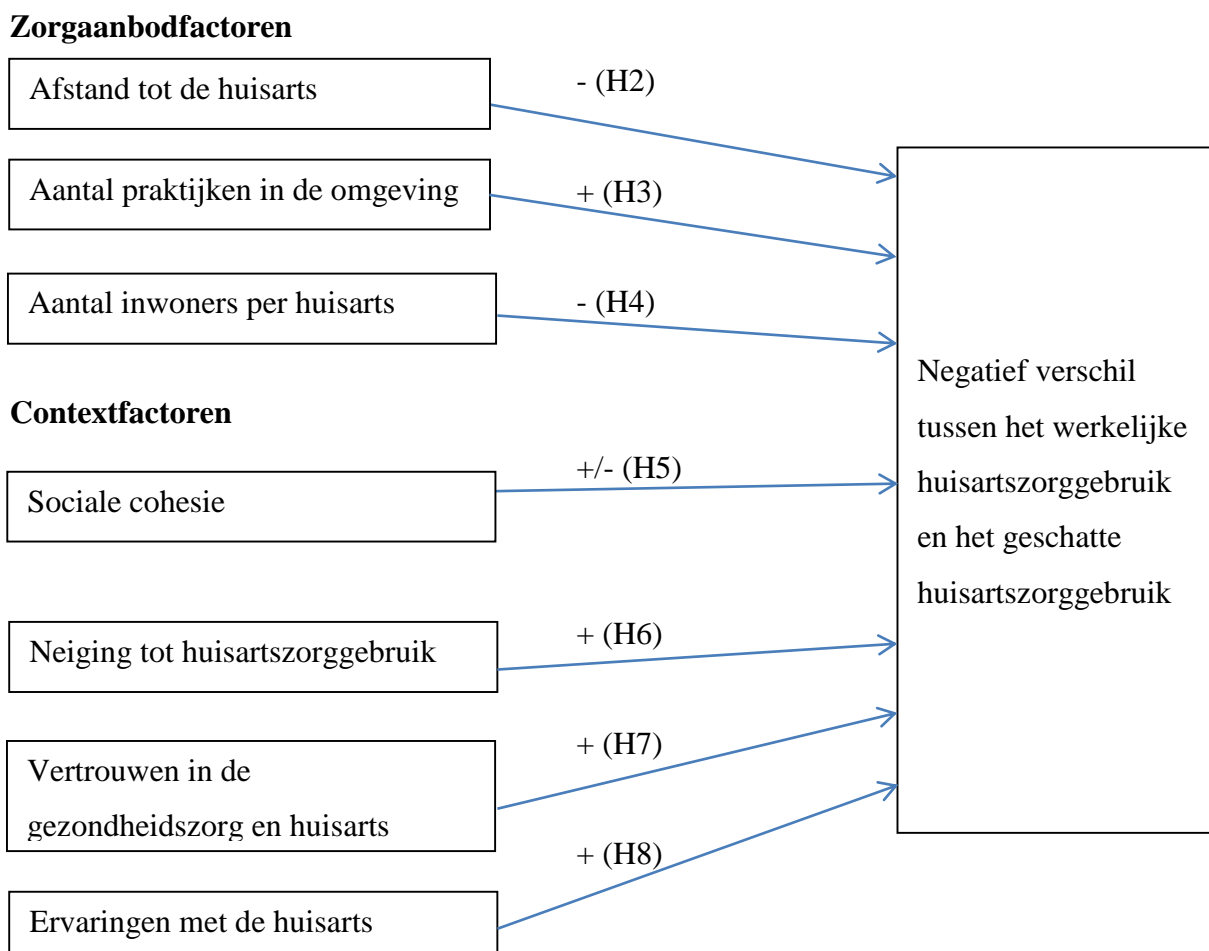 Zorgaanbodfactoren
Afstand tot de huisarts
- (H2)
Aantal praktijken in de omgeving
+ (H3)
Aantal inwoners per huisarts
- (H4)
Contextfactoren
Sociale cohesie
+/- (H5)
Neiging tot huisartszorggebruik
+ (H6)
Vertrouwen in de
gezondheidszorg en huisarts
+ (H7)
Ervaringen met de huisarts
+ (H8)
Negatief verschil
tussen het werkelijke
huisartszorggebruik
en het geschatte
huisartszorggebruik